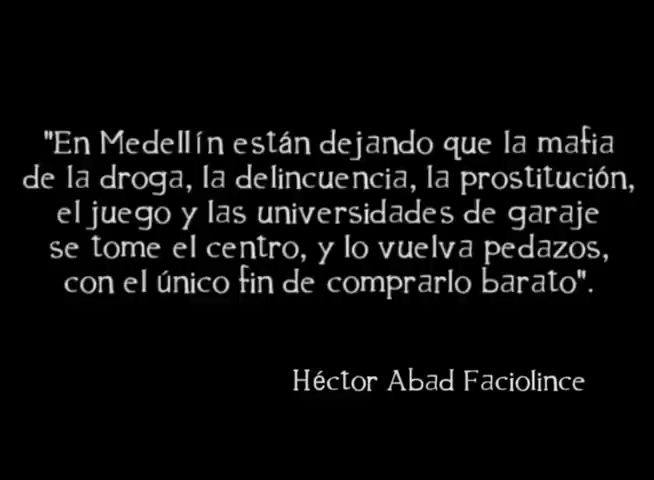 "En Medellín están dejando que la mafia
de la droga, la delincuencia, la prostitución,
el juego y las universidades de garaje
se tome el centro, y lo vuelva pedazos,
con el único fin de comprarlo barato".
Héctor Abad Faciolince